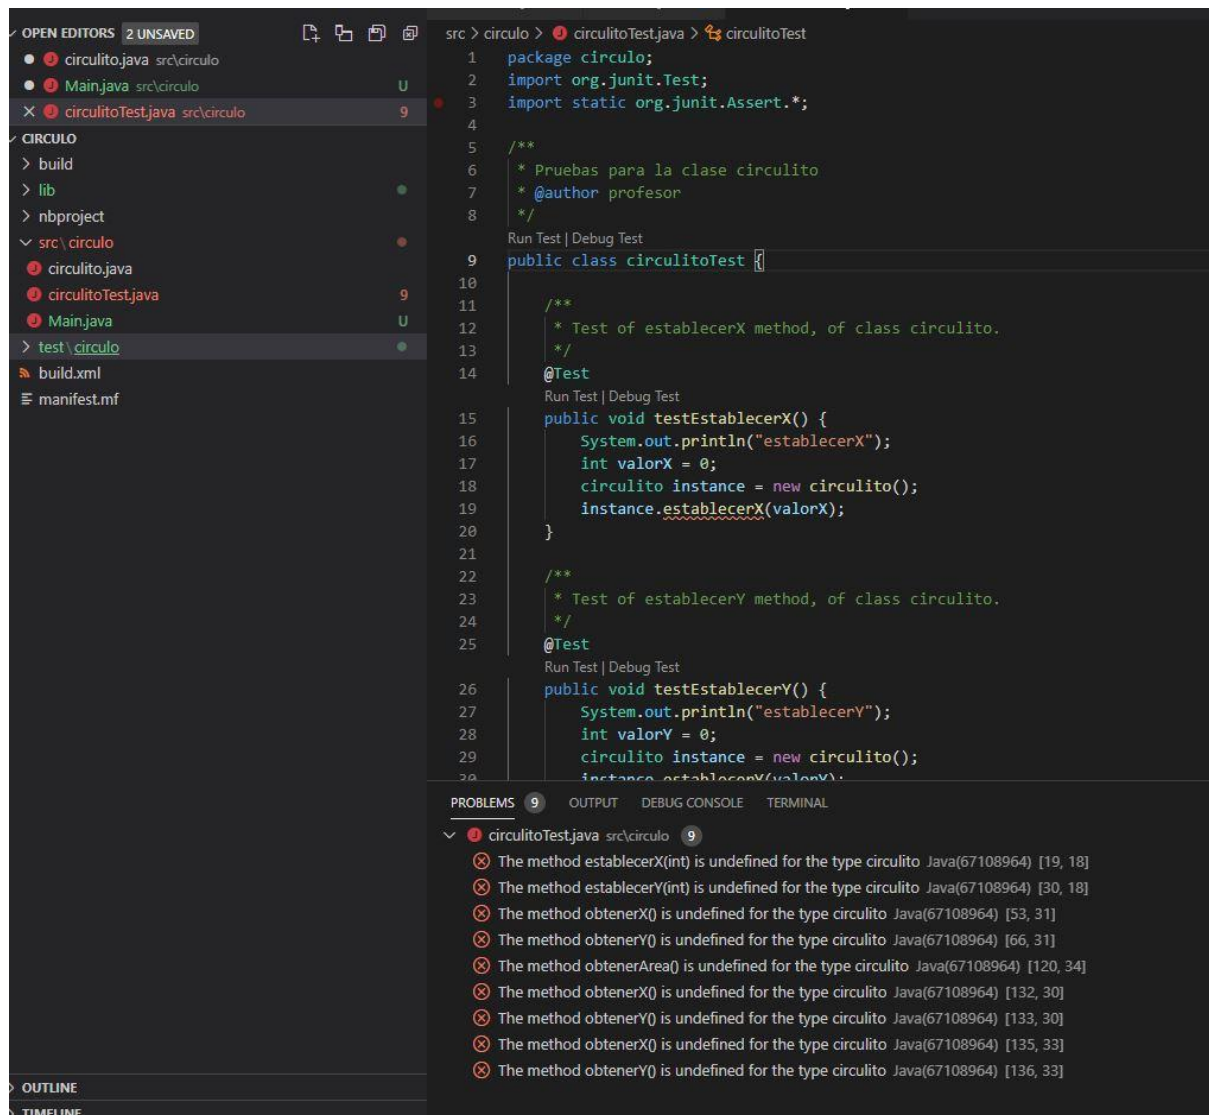 OPEN EDITORS 2 UNSAVED
circulito.java src\circulo
Main.java src\circulo U
circulitoTest.java src\circulo 9
CIRCULO
build
lib
nbproject
src\circulo
circulito.java
circulitoTest.java 9
Main.java U
test\circulo
build.xml
manifest.mf
OUTLINE
TIMELINE
src > circulo > circulitoTest.java > circulitoTest
1 package circulo;
2 import org.junit.Test;
3 import static org.junit.Assert.*;
4
5 /**
6 * Pruebas para la clase circulito
7 * @author profesor
8 */
Run Test | Debug Test
9 public class circulitoTest {
10
11 /**
12 * Test of establecerX method, of class circulito.
13 */
14 @Test
Run Test | Debug Test
15 public void testEstablecerX() {
16 System.out.println("establecerX");
17 int valorX = 0;
18 circulito instance = new circulito();
19 instance.establecerX(valorX);
20 }
21
22 /**
23 * Test of establecerY method, of class circulito.
24 */
25 @Test
Run Test | Debug Test
26 public void testEstablecerY() {
27 System.out.println("establecerY");
28 int valorY = 0;
29 circulito instance = new circulito();
30 instance.establecerY(valorY);
PROBLEMS 9 OUTPUT DEBUG CONSOLE TERMINAL
circulitoTest.java src\circulo 9
The method establecerX(int) is undefined for the type circulito Java(67108964) [19, 18]
The method establecerY(int) is undefined for the type circulito Java(67108964) [30, 18]
The method obtenerX() is undefined for the type circulito Java(67108964) [53, 31]
The method obtenerY() is undefined for the type circulito Java(67108964) [66, 31]
The method obtenerArea() is undefined for the type circulito Java(67108964) [120, 34]
The method obtenerX() is undefined for the type circulito Java(67108964) [132, 30]
The method obtenerY() is undefined for the type circulito Java(67108964) [133, 30]
The method obtenerX() is undefined for the type circulito Java(67108964) [135, 33]
The method obtenerY() is undefined for the type circulito Java(67108964) [136, 33]